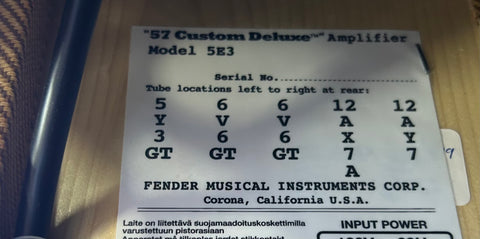 "57 Custom Deluxe™" Amplifier
Model 5E3
Serial No.
Tube locations left to right at rear:
5 6 6 12 12
Y V V A A
3 6 6 X Y
GT GT GT 7 7
A
FENDER MUSICAL INSTRUMENTS CORP.
Corona, California U.S.A.
Laite on liitettävä suojamaadoituskoskettimilla
varustettuun pistorasiaan
INPUT POWER